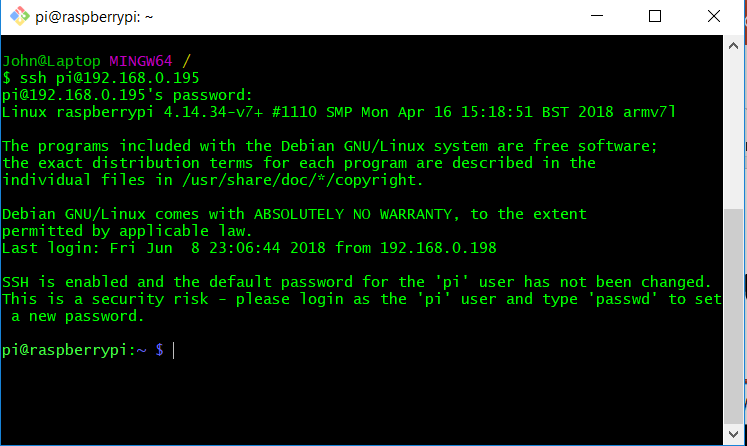 pi@raspberrypi: ~
John@Laptop MINGW64 /
$ ssh pi@192.168.0.195
pi@192.168.0.195's password:
Linux raspberrypi 4.14.34-v7+ #1110 SMP Mon Apr 16 15:18:51 BST 2018 armv7l
The programs included with the Debian GNU/Linux system are free software;
the exact distribution terms for each program are described in the
individual files in /usr/share/doc/*/copyright.
Debian GNU/Linux comes with ABSOLUTELY NO WARRANTY, to the extent
permitted by applicable law.
Last login: Fri Jun  8 23:06:44 2018 from 192.168.0.198
SSH is enabled and the default password for the 'pi' user has not been changed.
This is a security risk - please login as the 'pi' user and type 'passwd' to set
 a new password.
pi@raspberrypi:~ $